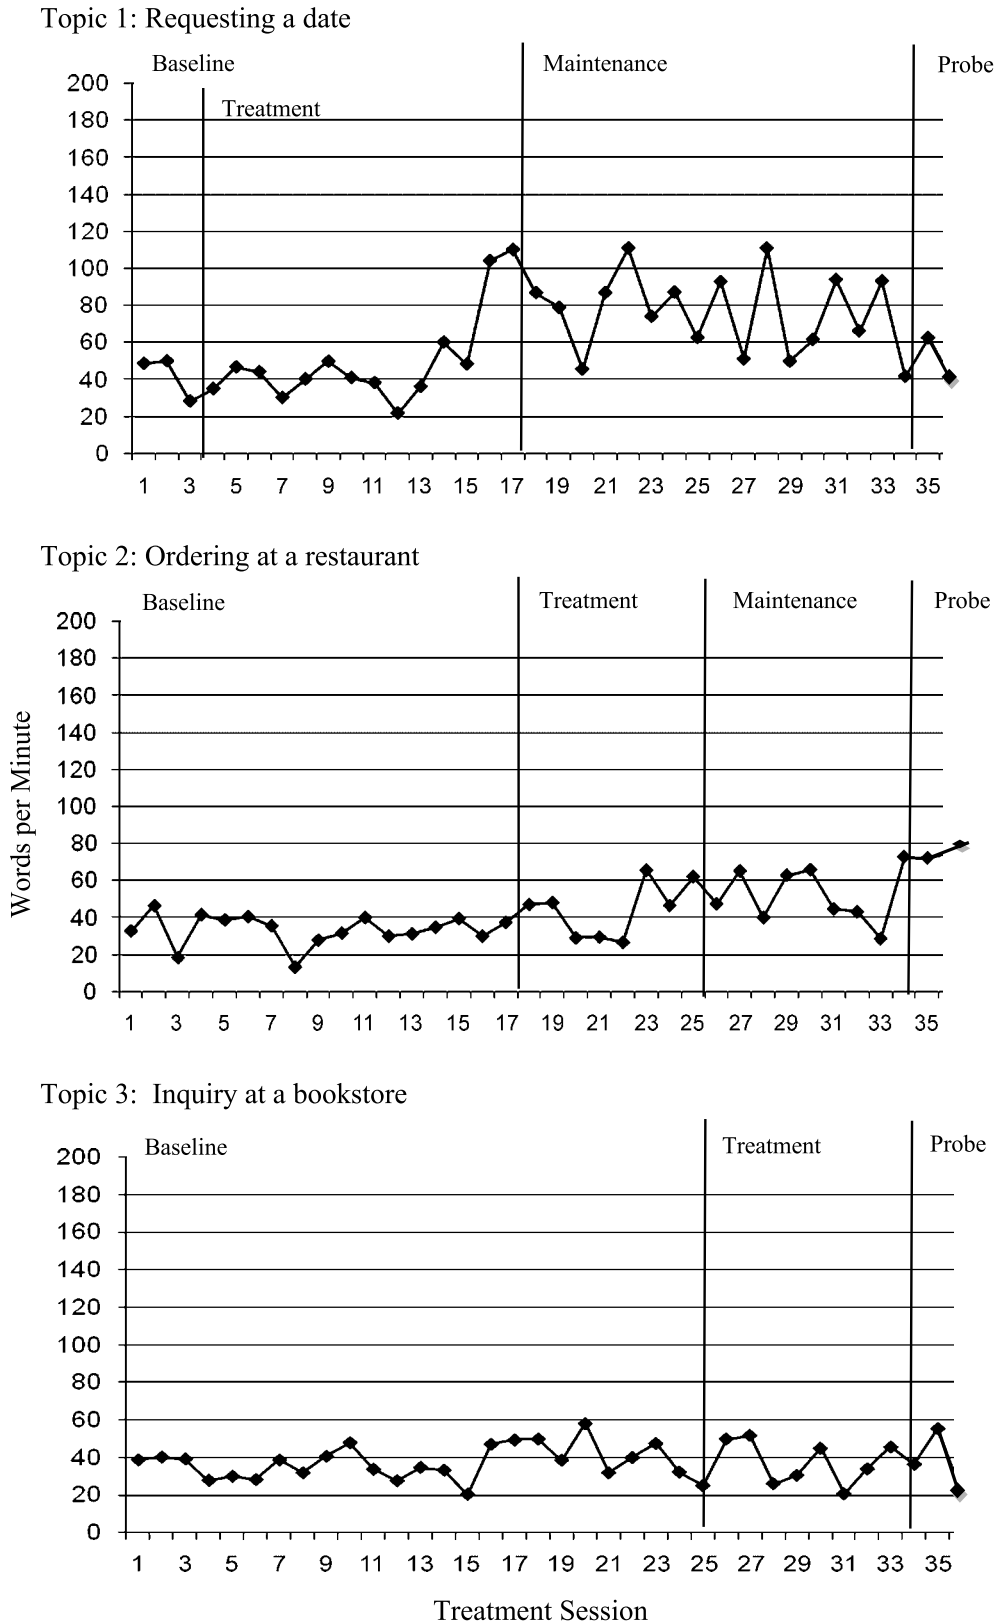 Topic 1: Requesting a date
Baseline
Maintenance
Probe
Treatment
200
180
160
140
120
100
80
60
40
20
0
1 3 5 7 9 11 13 15 17 19 21 23 25 27 29 31 33 35
Topic 2: Ordering at a restaurant
Baseline
Treatment
Maintenance
Probe
200
180
160
140
120
100
80
60
40
20
0
1 3 5 7 9 11 13 15 17 19 21 23 25 27 29 31 33 35
Words per Minute
Topic 3: Inquiry at a bookstore
Baseline
Treatment
Probe
200
180
160
140
120
100
80
60
40
20
0
1 3 5 7 9 11 13 15 17 19 21 23 25 27 29 31 33 35
Treatment Session